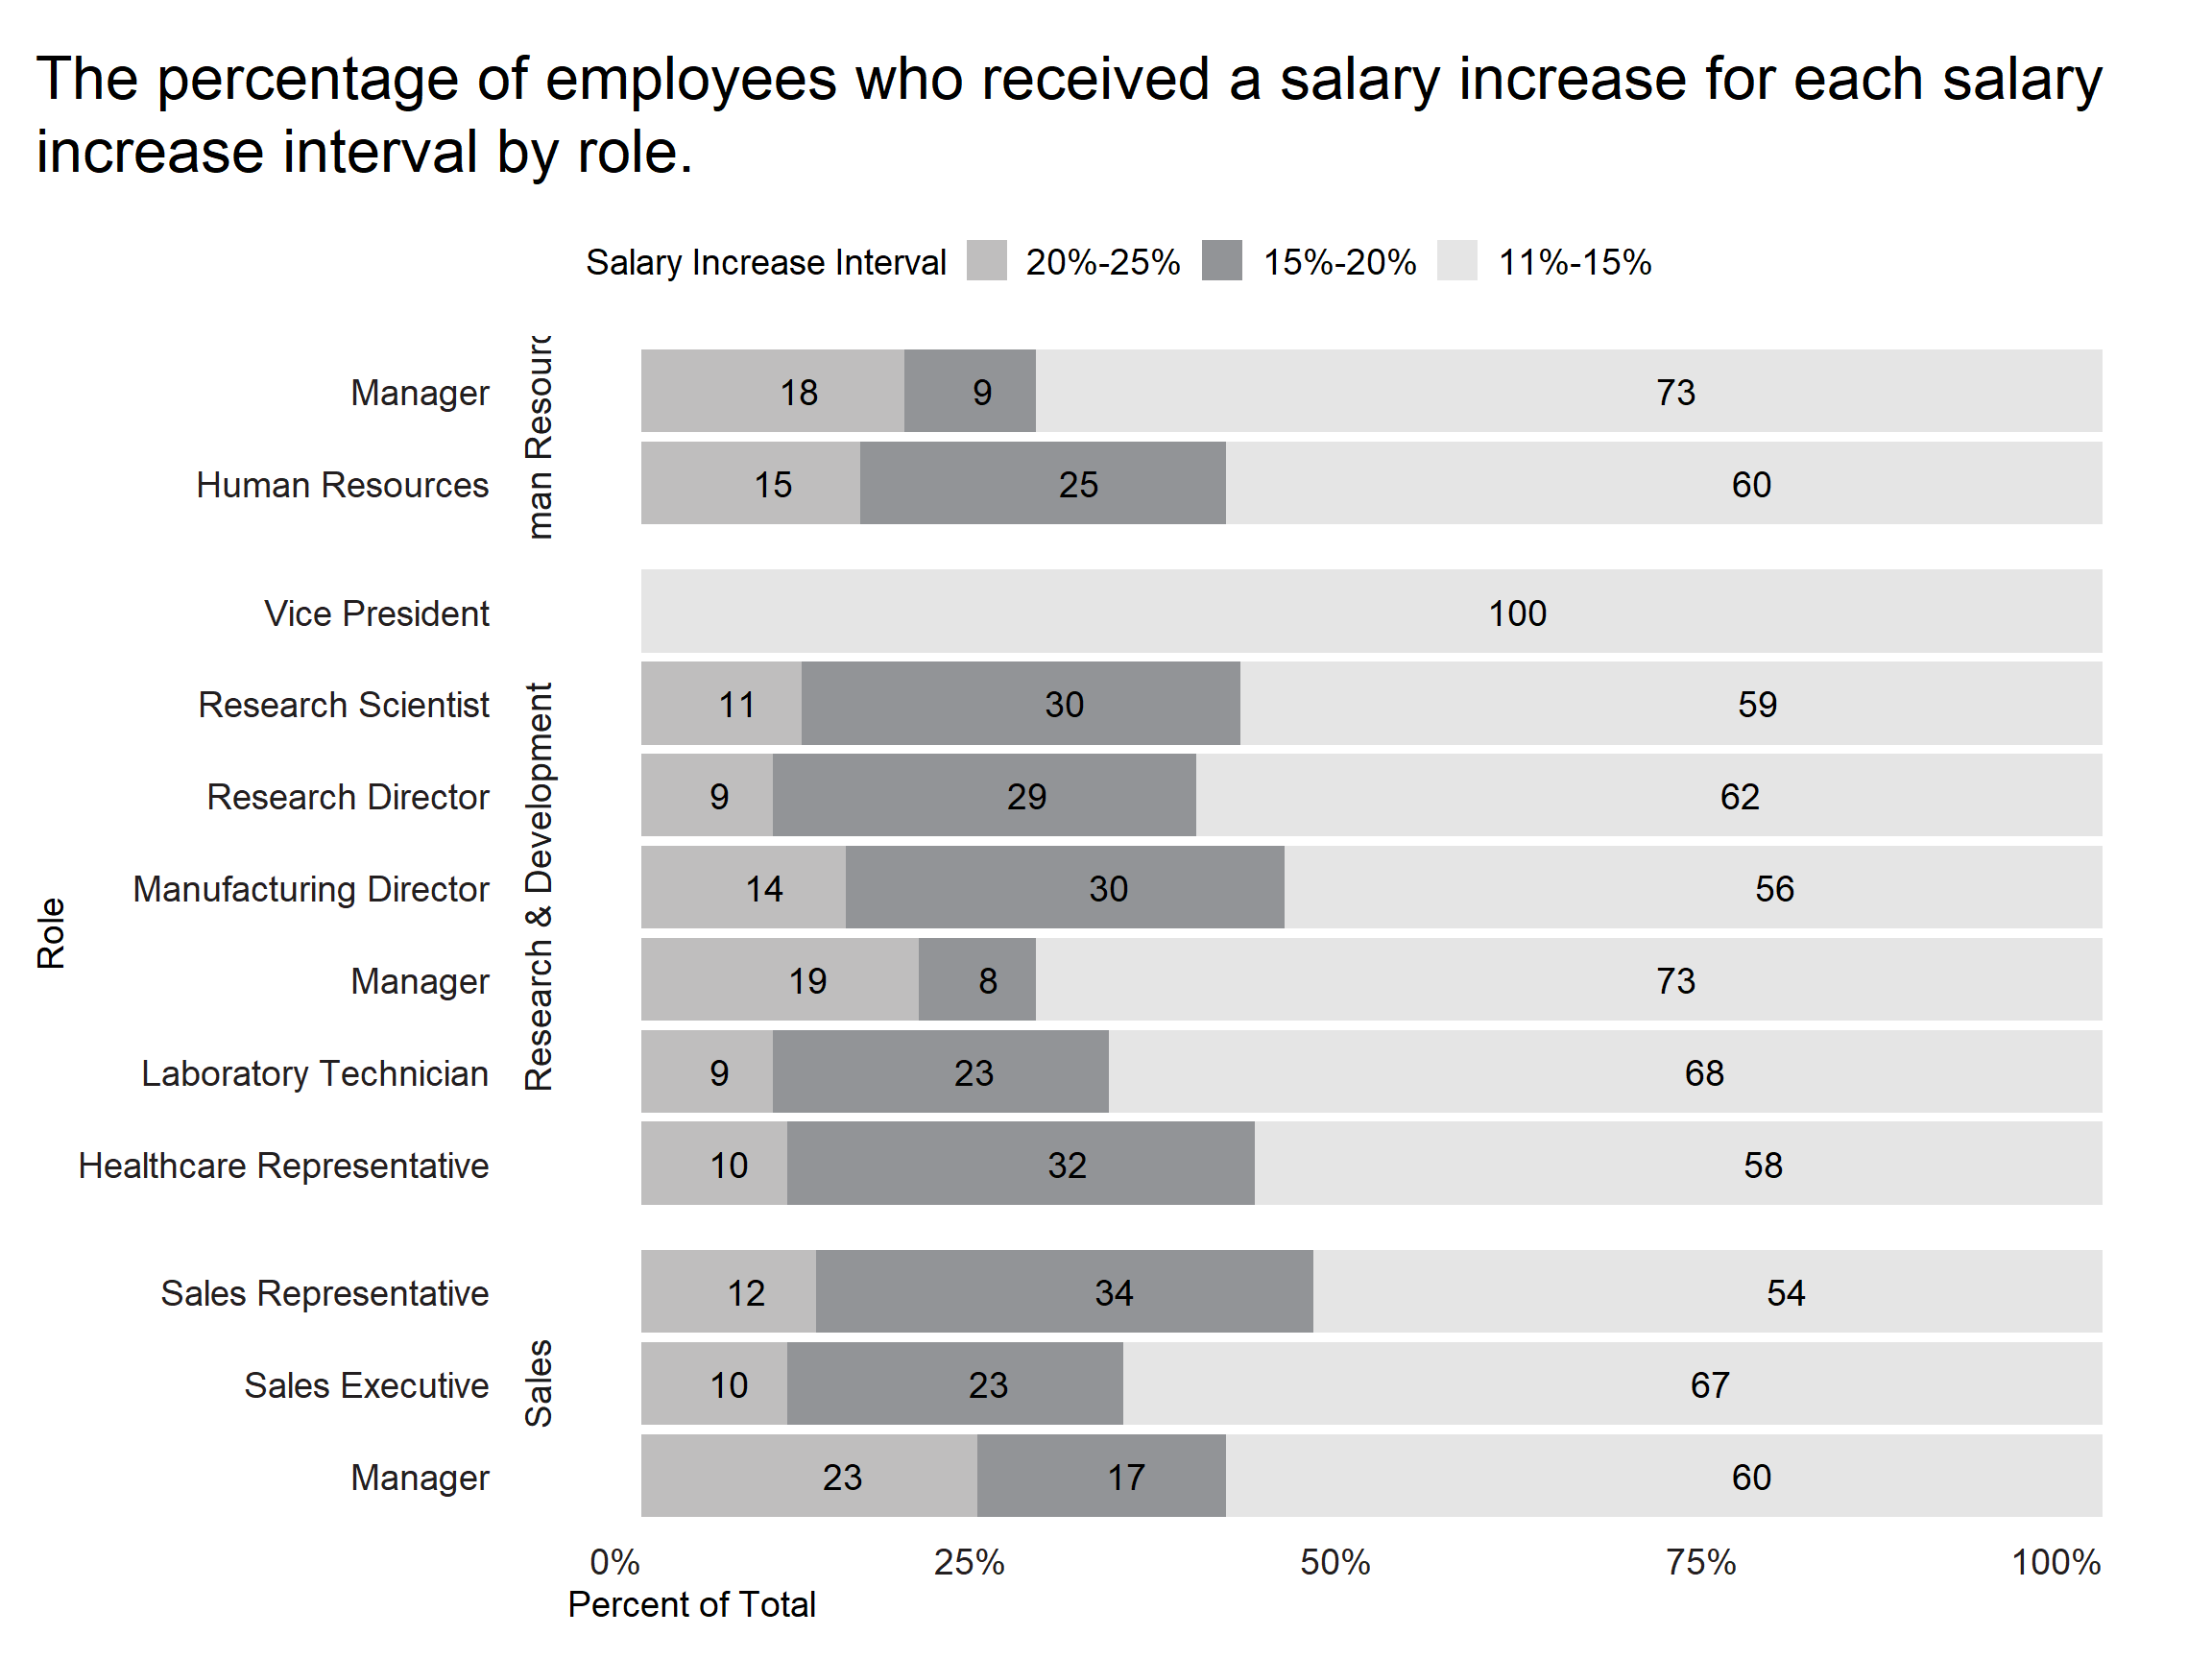 The percentage of employees who received a salary increase for each salary
increase interval by role.
Salary Increase Interval 20%-25% 15%-20% 11%-15%
man Resourc
Manager 18 9 73
Human Resources 15 25 60
Role
Research & Development
Vice President 100
Research Scientist 11 30 59
Research Director 9 29 62
Manufacturing Director 14 30 56
Manager 19 8 73
Laboratory Technician 9 23 68
Healthcare Representative 10 32 58
Sales
Sales Representative 12 34 54
Sales Executive 10 23 67
Manager 23 17 60
0% 25% 50% 75% 100%
Percent of Total